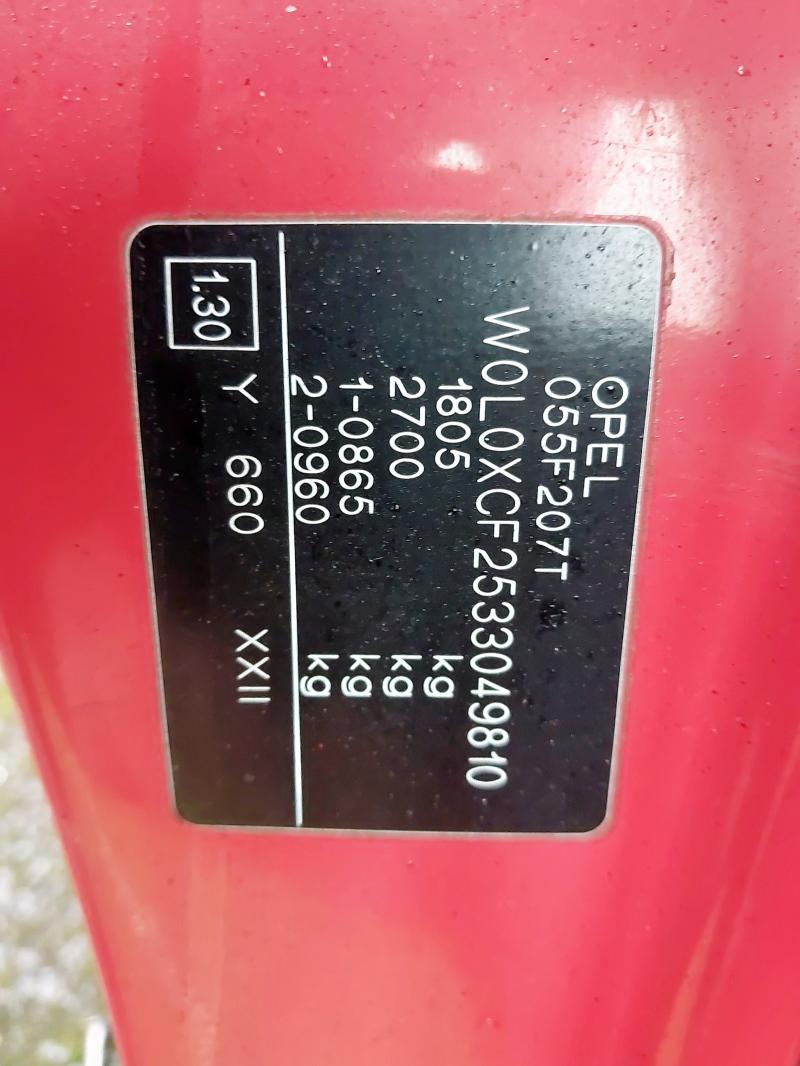 OPEL
055F207T
W0L0XCF2533049810
1805 kg
2700 kg
1-0865 kg
2-0960 kg
Y 660 XXII
1.30